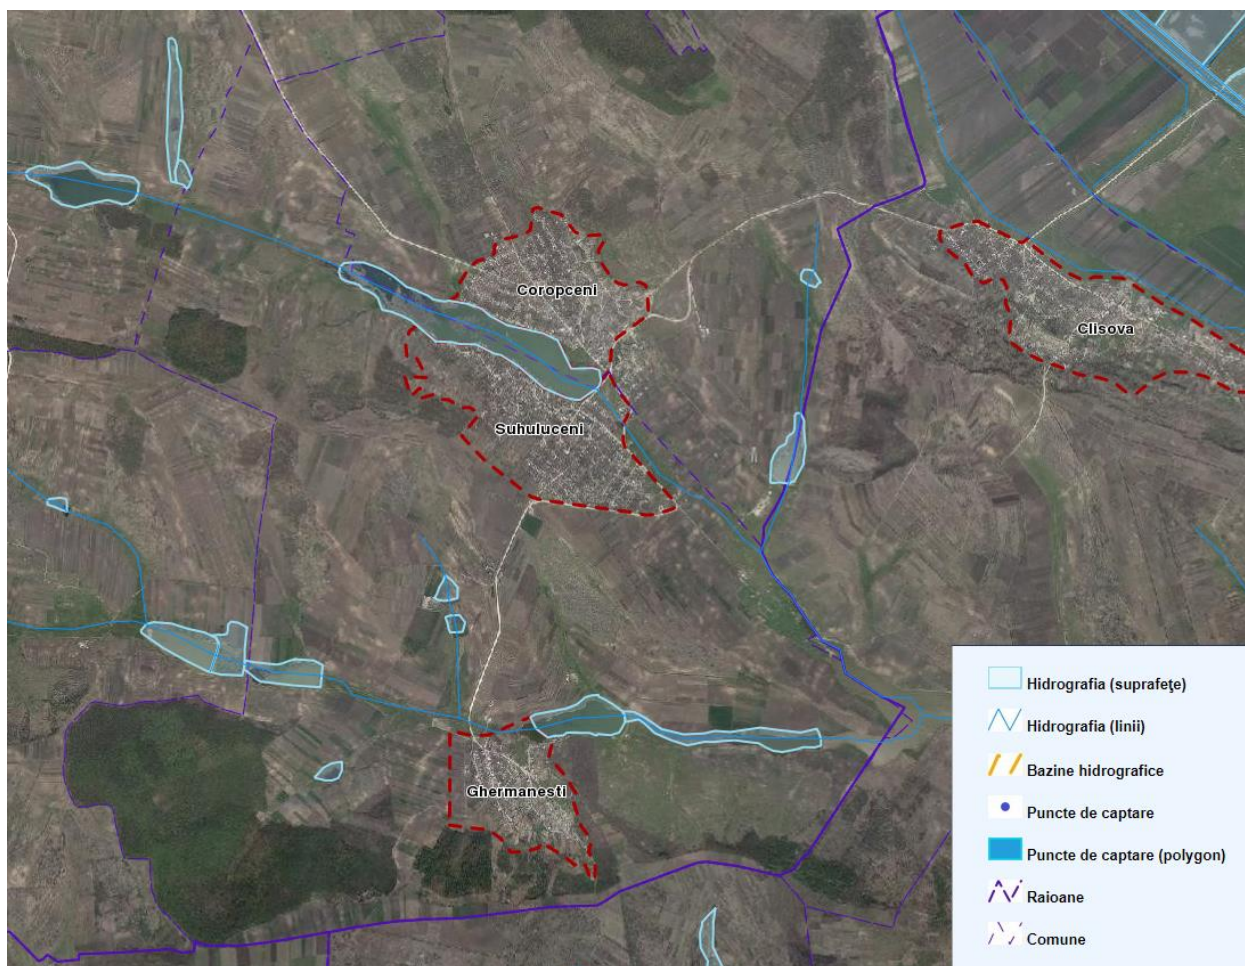 Coropceni
Clisova
Suhuluceni
Ghermanesti
Hidrografia (suprafeţe)
Hidrografia (linii)
Bazine hidrografice
Puncte de captare
Puncte de captare (polygon)
Raioane
Comune